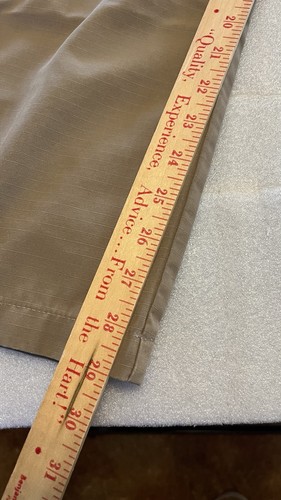 20 21 22 23 24 25 26 27 28 29 30 31
"Quality, Experience, Advice...From the Hart!"